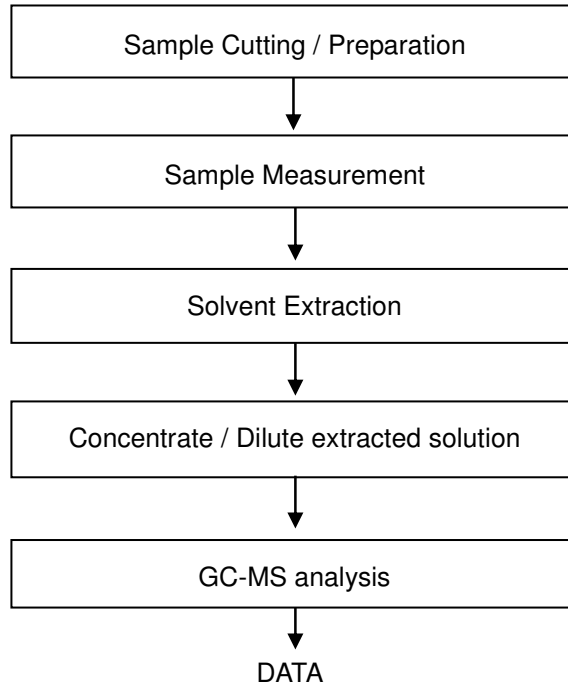 Sample Cutting / Preparation
Sample Measurement
Solvent Extraction
Concentrate / Dilute extracted solution
GC-MS analysis
DATA